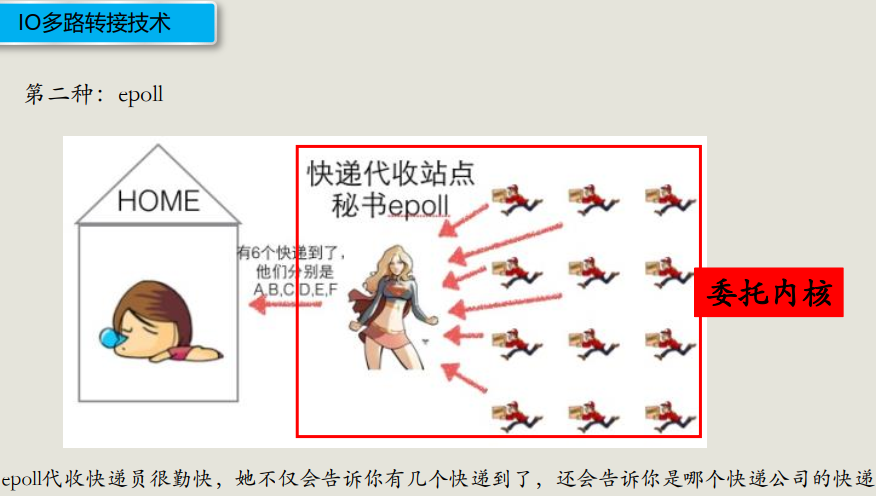 IO多路转接技术
第二种：epoll
HOME
快递代收站点
秘书epoll
有6个快递到了，
他们分别是
A,B,C,D,E,F
委托内核
epoll代收快递员很勤快，她不仅会告诉你有几个快递到了，还会告诉你是哪个快递公司的快递